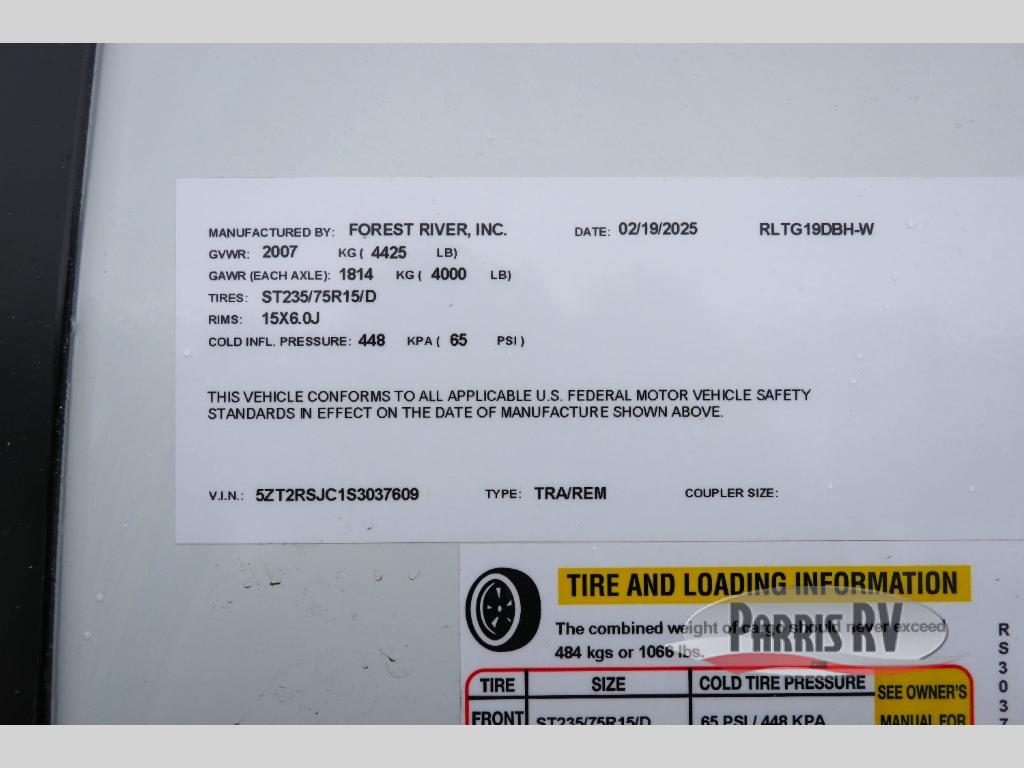 MANUFACTURED BY: FOREST RIVER, INC. DATE: 02/19/2025 RLTG19DBH-W
GVWR: 2007 KG ( 4425 LB)
GAWR (EACH AXLE): 1814 KG ( 4000 LB)
TIRES: ST235/75R15/D
RIMS: 15X6.0J
COLD INFL. PRESSURE: 448 KPA ( 65 PSI )
THIS VEHICLE CONFORMS TO ALL APPLICABLE U.S. FEDERAL MOTOR VEHICLE SAFETY
STANDARDS IN EFFECT ON THE DATE OF MANUFACTURE SHOWN ABOVE.
V.I.N.: 5ZT2RSJC1S3037609 TYPE: TRA/REM COUPLER SIZE:
TIRE AND LOADING INFORMATION
The combined weight of cargo should never exceed
484 kgs or 1066 lbs.
PARRIS RV
.com
TIRE SIZE COLD TIRE PRESSURE SEE OWNER'S
FRONT ST235/75R15/D 65 PSI / 448 KPA MANUAL FOR
RS3037